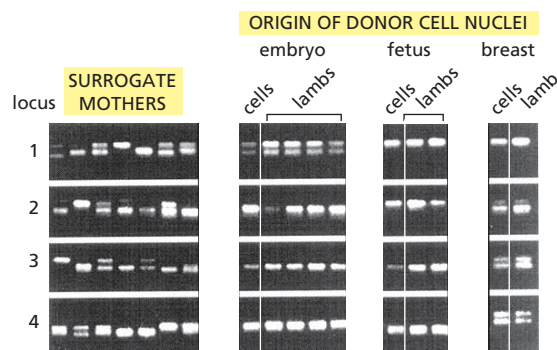 ORIGIN OF DONOR CELL NUCLEI
embryo fetus breast
SURROGATE
MOTHERS
locus
cells lambs cells lambs cells lamb
1
2
3
4